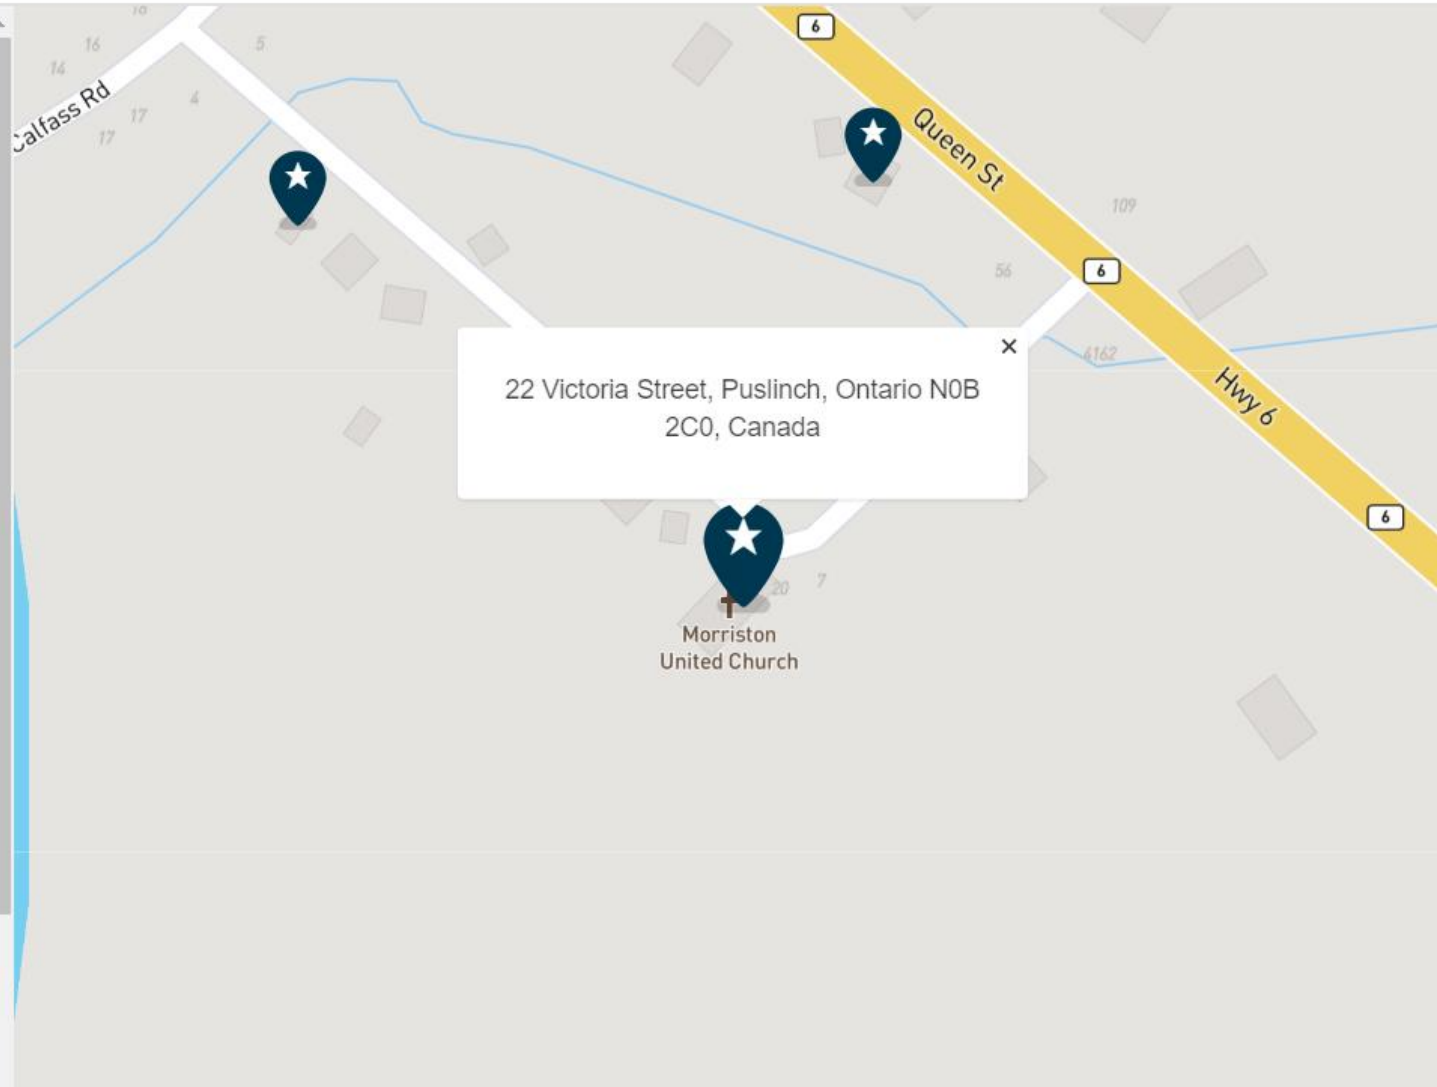 6
16
5
14
Calfass Rd
4
17
17
Queen St
109
56
6
4162
22 Victoria Street, Puslinch, Ontario N0B
2C0, Canada
Hwy 6
6
20
7
Morriston
United Church